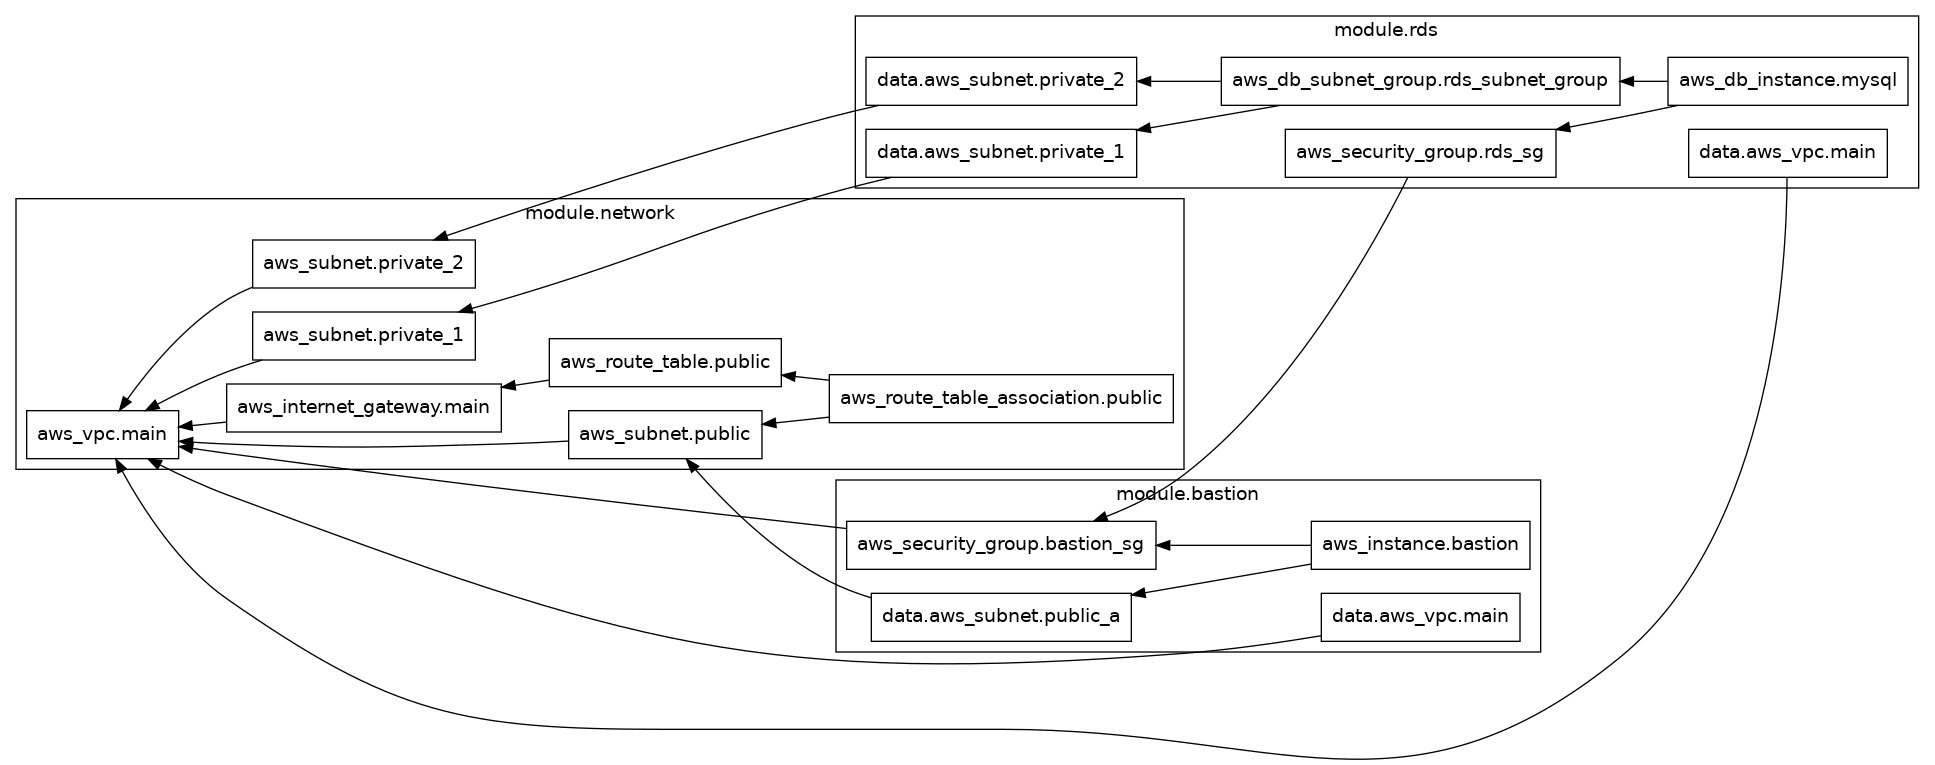 module.rds
data.aws_subnet.private_2
aws_db_subnet_group.rds_subnet_group
aws_db_instance.mysql
data.aws_subnet.private_1
aws_security_group.rds_sg
data.aws_vpc.main
module.network
aws_subnet.private_2
aws_subnet.private_1
aws_route_table.public
aws_route_table_association.public
aws_internet_gateway.main
aws_vpc.main
aws_subnet.public
module.bastion
aws_security_group.bastion_sg
aws_instance.bastion
data.aws_subnet.public_a
data.aws_vpc.main